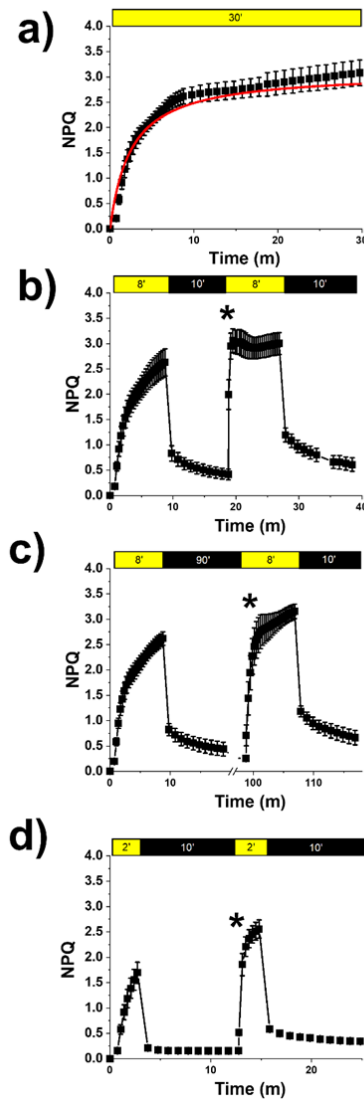 a)
30'
4.0
3.5
3.0
2.5
2.0
1.5
1.0
0.5
0.0
NPQ
0 10 20 30
Time (m)
b)
8' 10' 8' 10'
4.0
3.5
3.0
2.5
2.0
1.5
1.0
0.5
0.0
NPQ
*
0 10 20 30 40
Time (m)
c)
8' 90' 8' 10'
4.0
3.5
3.0
2.5
2.0
1.5
1.0
0.5
0.0
NPQ
*
0 10 100 110
Time (m)
d)
2' 10' 2' 10'
4.0
3.5
3.0
2.5
2.0
1.5
1.0
0.5
0.0
NPQ
*
0 10 20
Time (m)